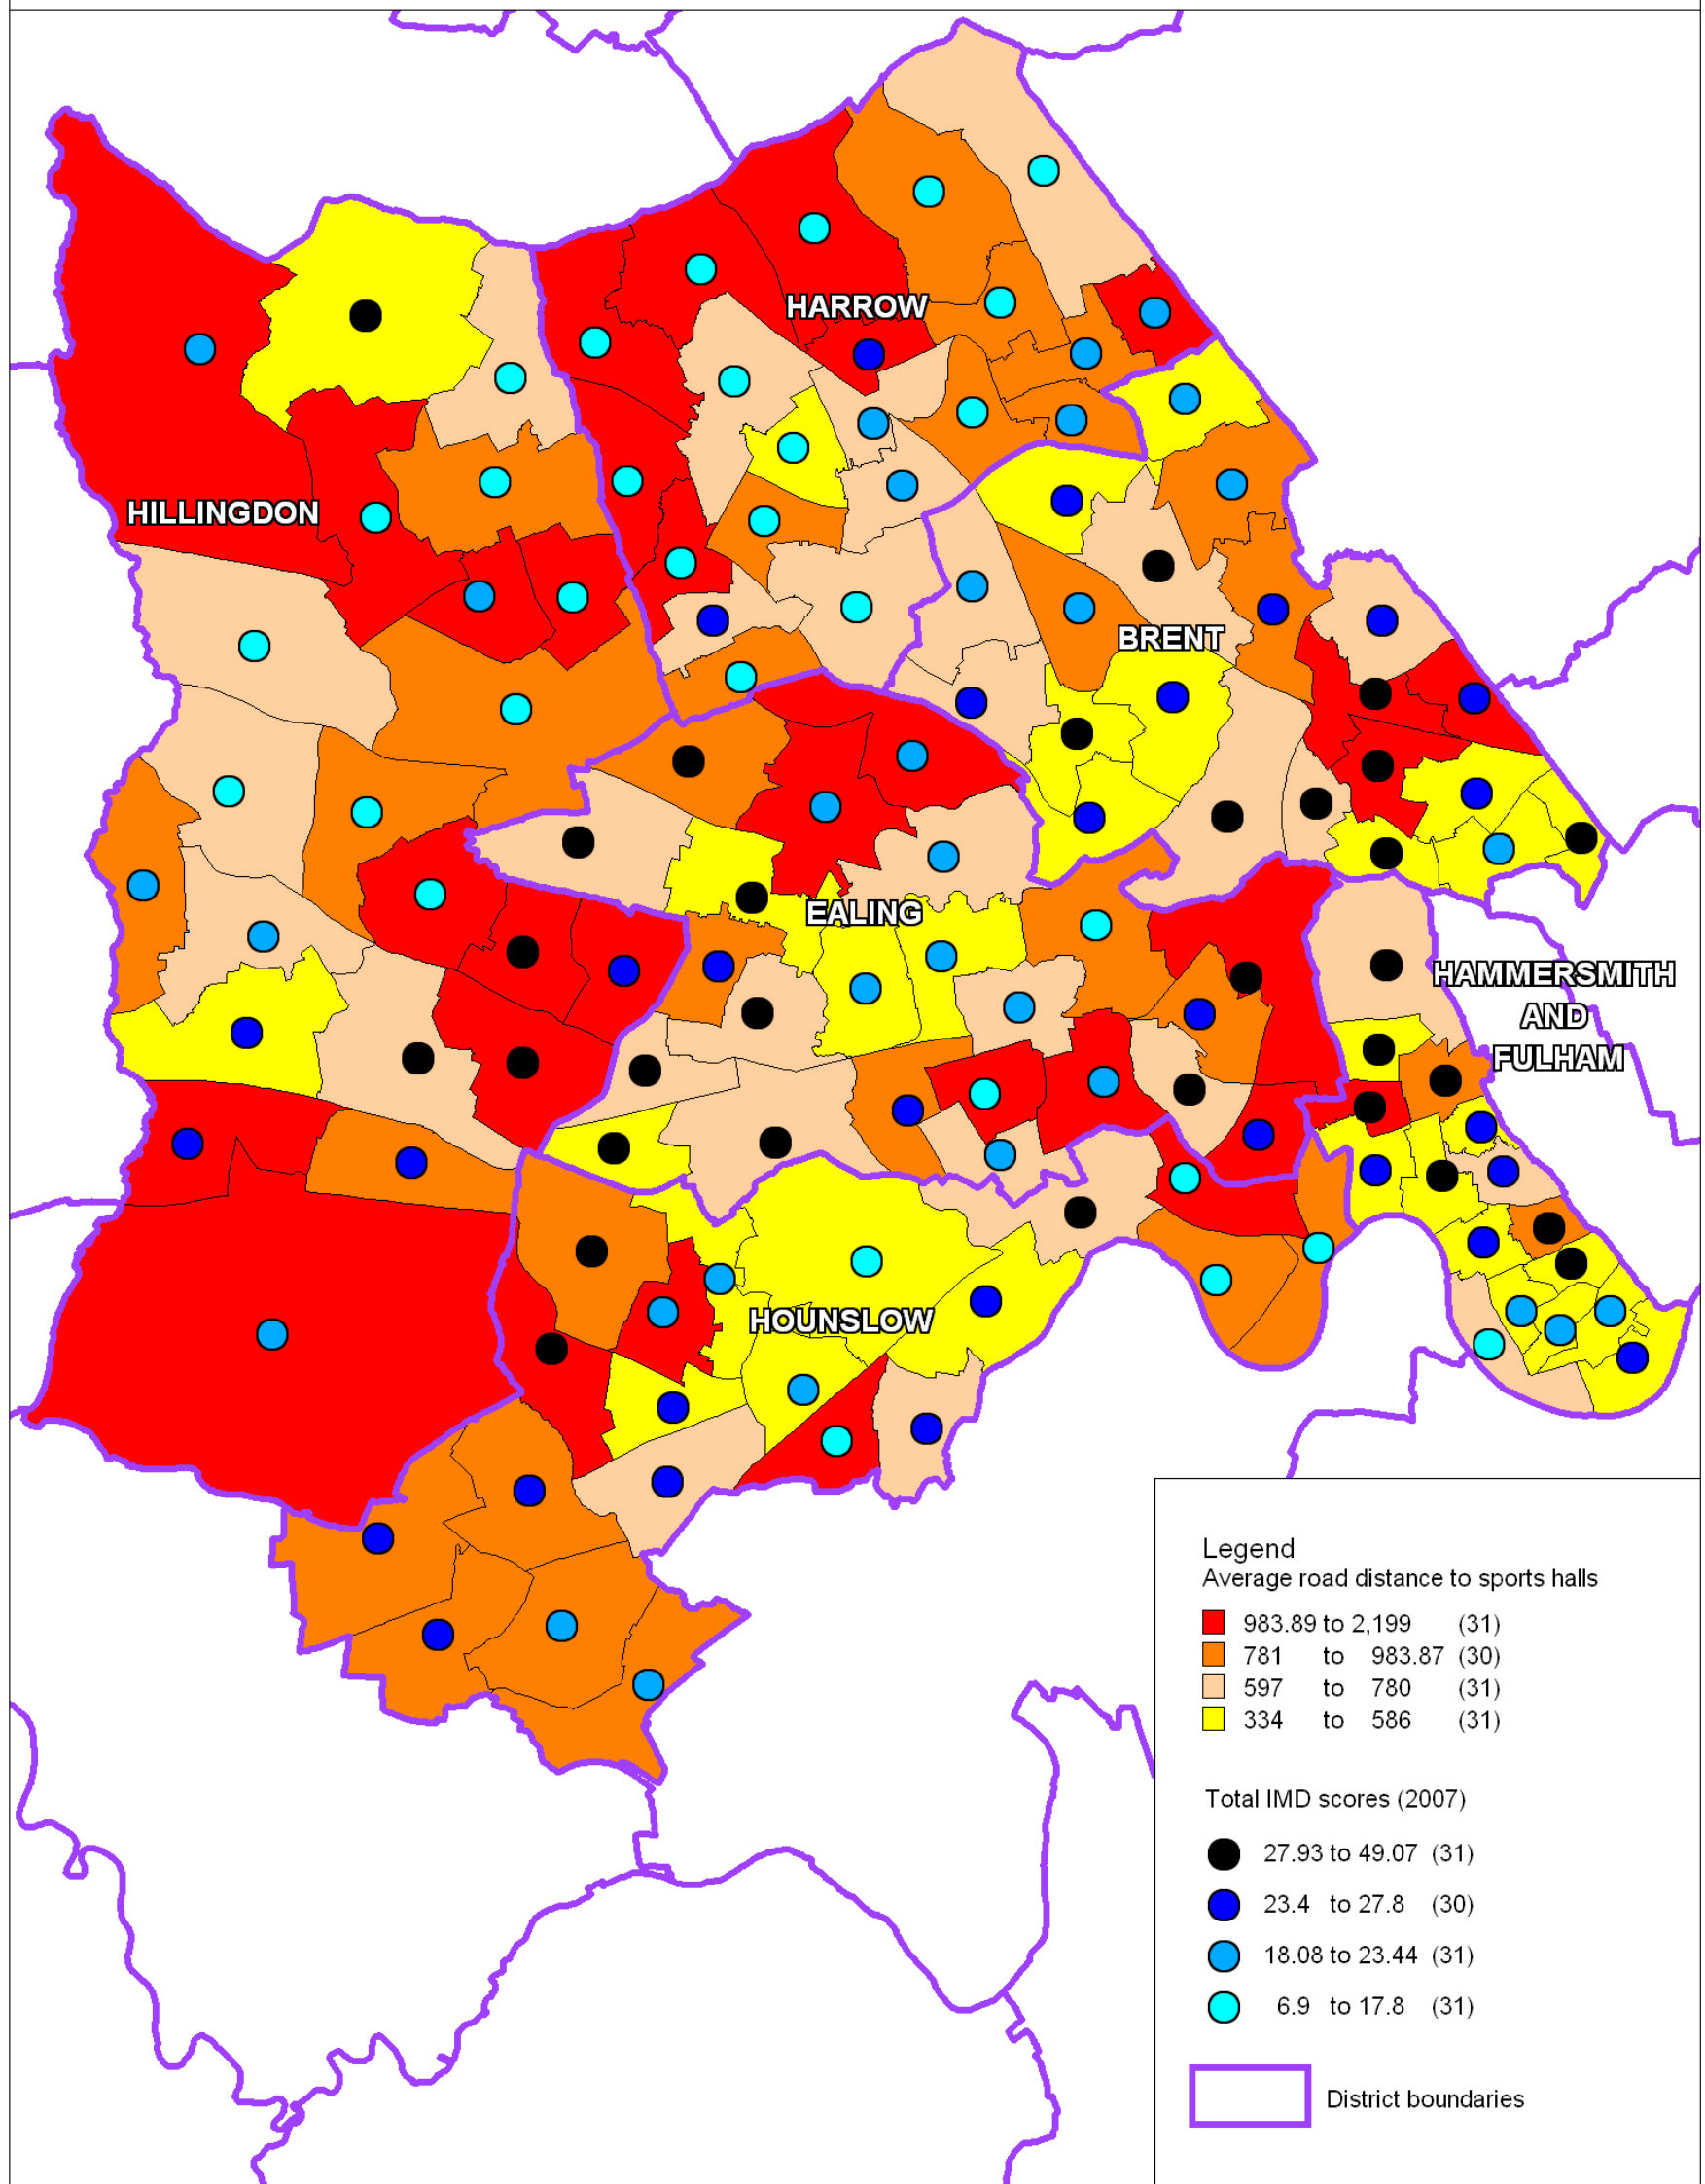 HARROW
HILLINGDON
BRENT
EALING
HAMMERSMITH
AND
FULHAM
HOUNSLOW
Legend
Average road distance to sports halls
983.89 to 2,199 (31)
781 to 983.87 (30)
597 to 780 (31)
334 to 586 (31)
Total IMD scores (2007)
27.93 to 49.07 (31)
23.4 to 27.8 (30)
18.08 to 23.44 (31)
6.9 to 17.8 (31)
District boundaries